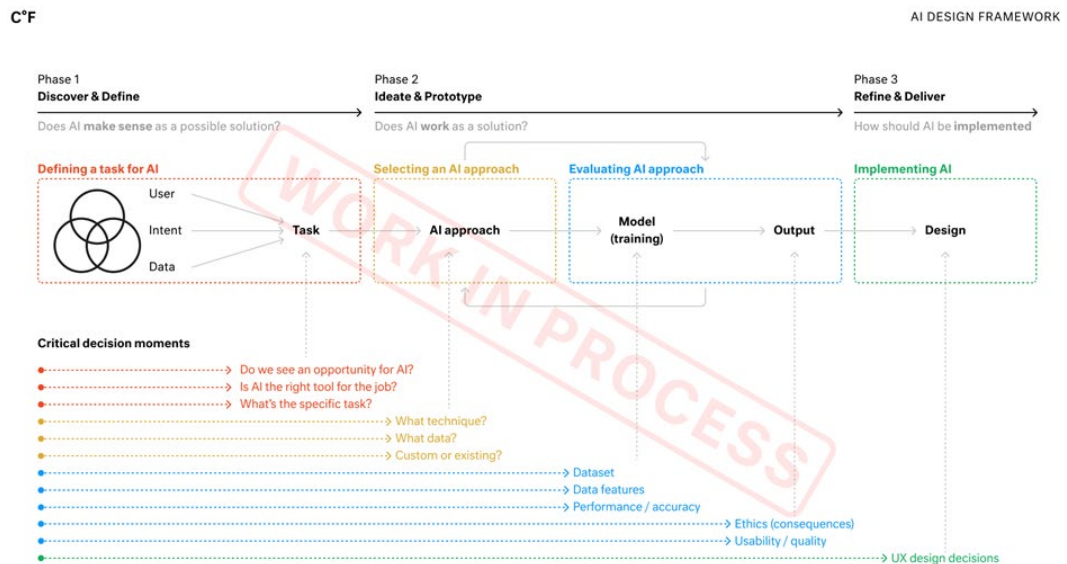 C°F
AI DESIGN FRAMEWORK
Phase 1
Discover & Define
Does AI make sense as a possible solution?
Phase 2
Ideate & Prototype
Does AI work as a solution?
Phase 3
Refine & Deliver
How should AI be implemented
Defining a task for AI
User
Intent
Data
Task
Selecting an AI approach
AI approach
Evaluating AI approach
Model
(training)
Output
Implementing AI
Design
WORK IN PROCESS
Critical decision moments
Do we see an opportunity for AI?
Is AI the right tool for the job?
What's the specific task?
What technique?
What data?
Custom or existing?
Dataset
Data features
Performance / accuracy
Ethics (consequences)
Usability / quality
UX design decisions